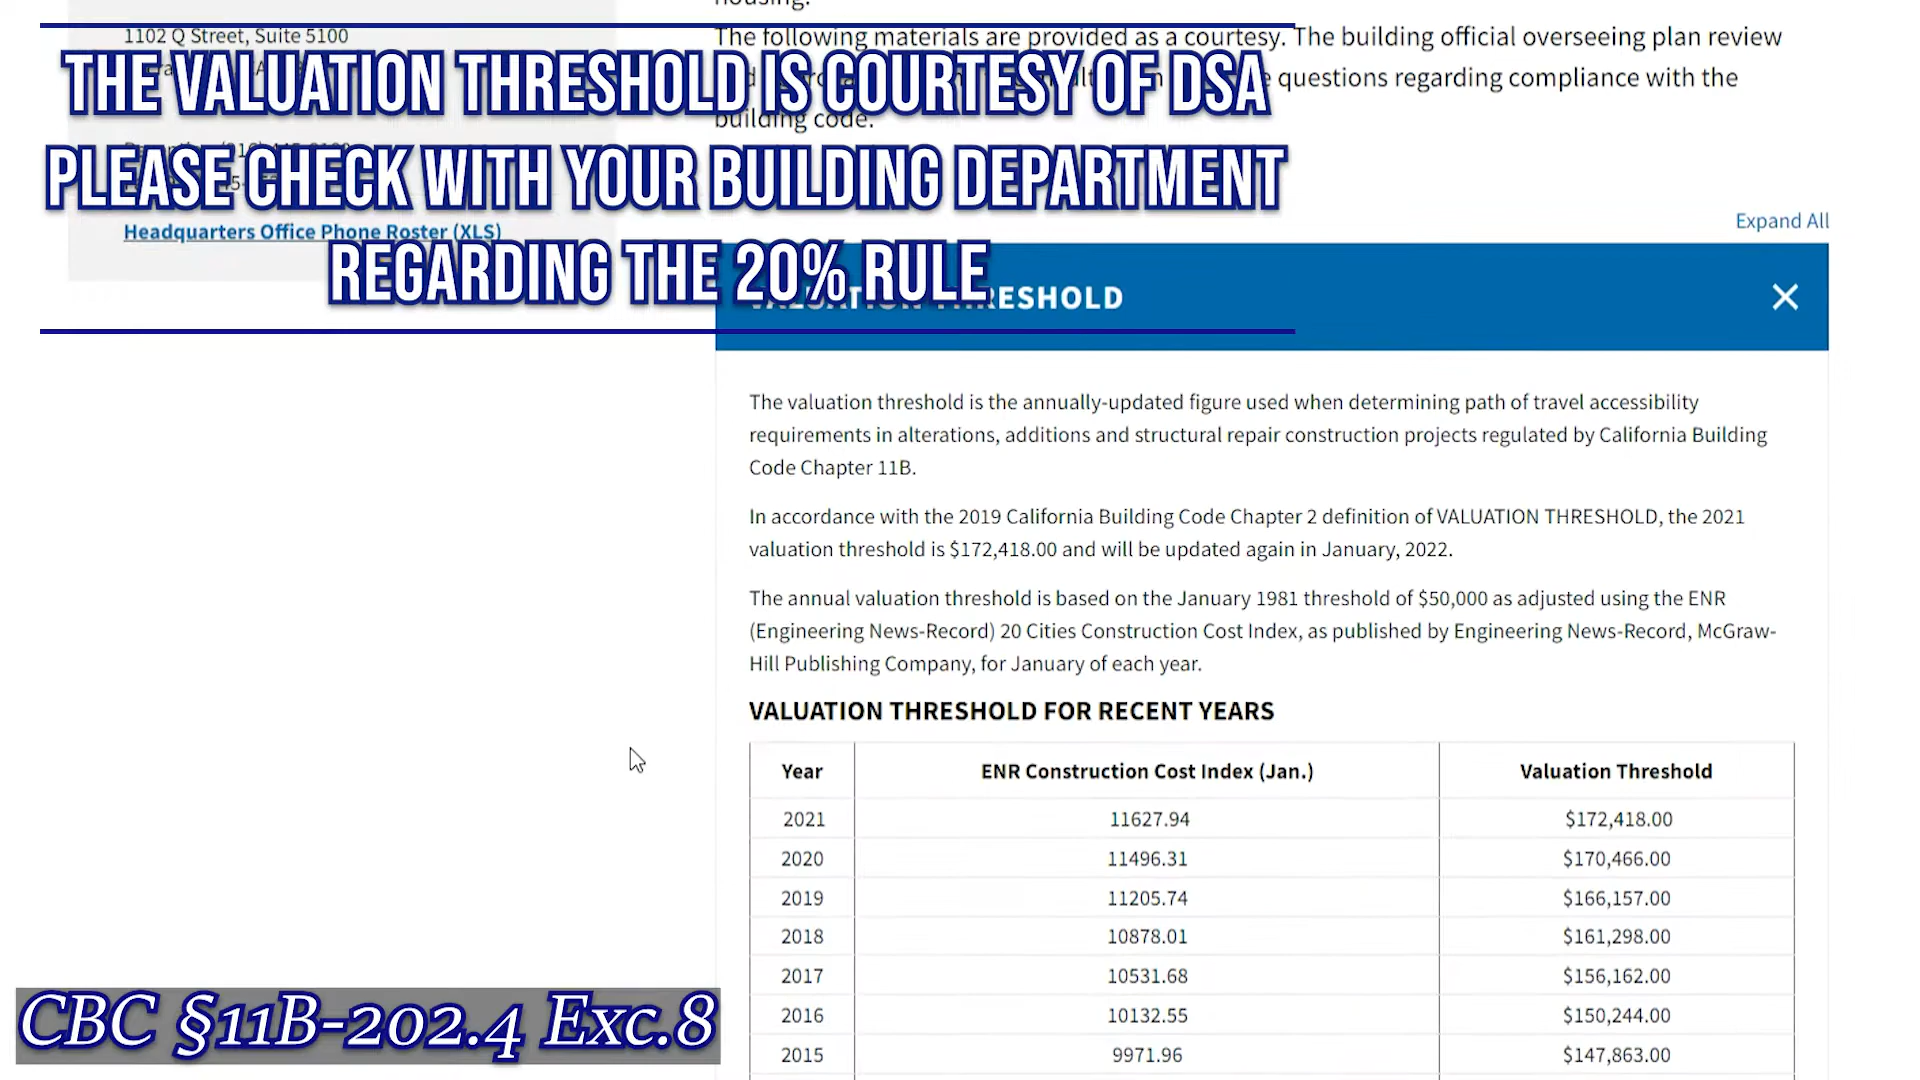 housing.
1102 Q Street, Suite 5100
The following materials are provided as a courtesy. The building official overseeing plan review
questions regarding compliance with the
building code.
THE VALUATION THRESHOLD IS COURTESY OF DSA
PLEASE CHECK WITH YOUR BUILDING DEPARTMENT
REGARDING THE 20% RULE
Headquarters Office Phone Roster (XLS)
Expand All
VALUATION THRESHOLD
The valuation threshold is the annually-updated figure used when determining path of travel accessibility
requirements in alterations, additions and structural repair construction projects regulated by California Building
Code Chapter 11B.
In accordance with the 2019 California Building Code Chapter 2 definition of VALUATION THRESHOLD, the 2021
valuation threshold is $172,418.00 and will be updated again in January, 2022.
The annual valuation threshold is based on the January 1981 threshold of $50,000 as adjusted using the ENR
(Engineering News-Record) 20 Cities Construction Cost Index, as published by Engineering News-Record, McGraw-
Hill Publishing Company, for January of each year.
VALUATION THRESHOLD FOR RECENT YEARS
Year ENR Construction Cost Index (Jan.) Valuation Threshold
2021 11627.94 $172,418.00
2020 11496.31 $170,466.00
2019 11205.74 $166,157.00
2018 10878.01 $161,298.00
2017 10531.68 $156,162.00
2016 10132.55 $150,244.00
2015 9971.96 $147,863.00
CBC §11B-202.4 Exc.8